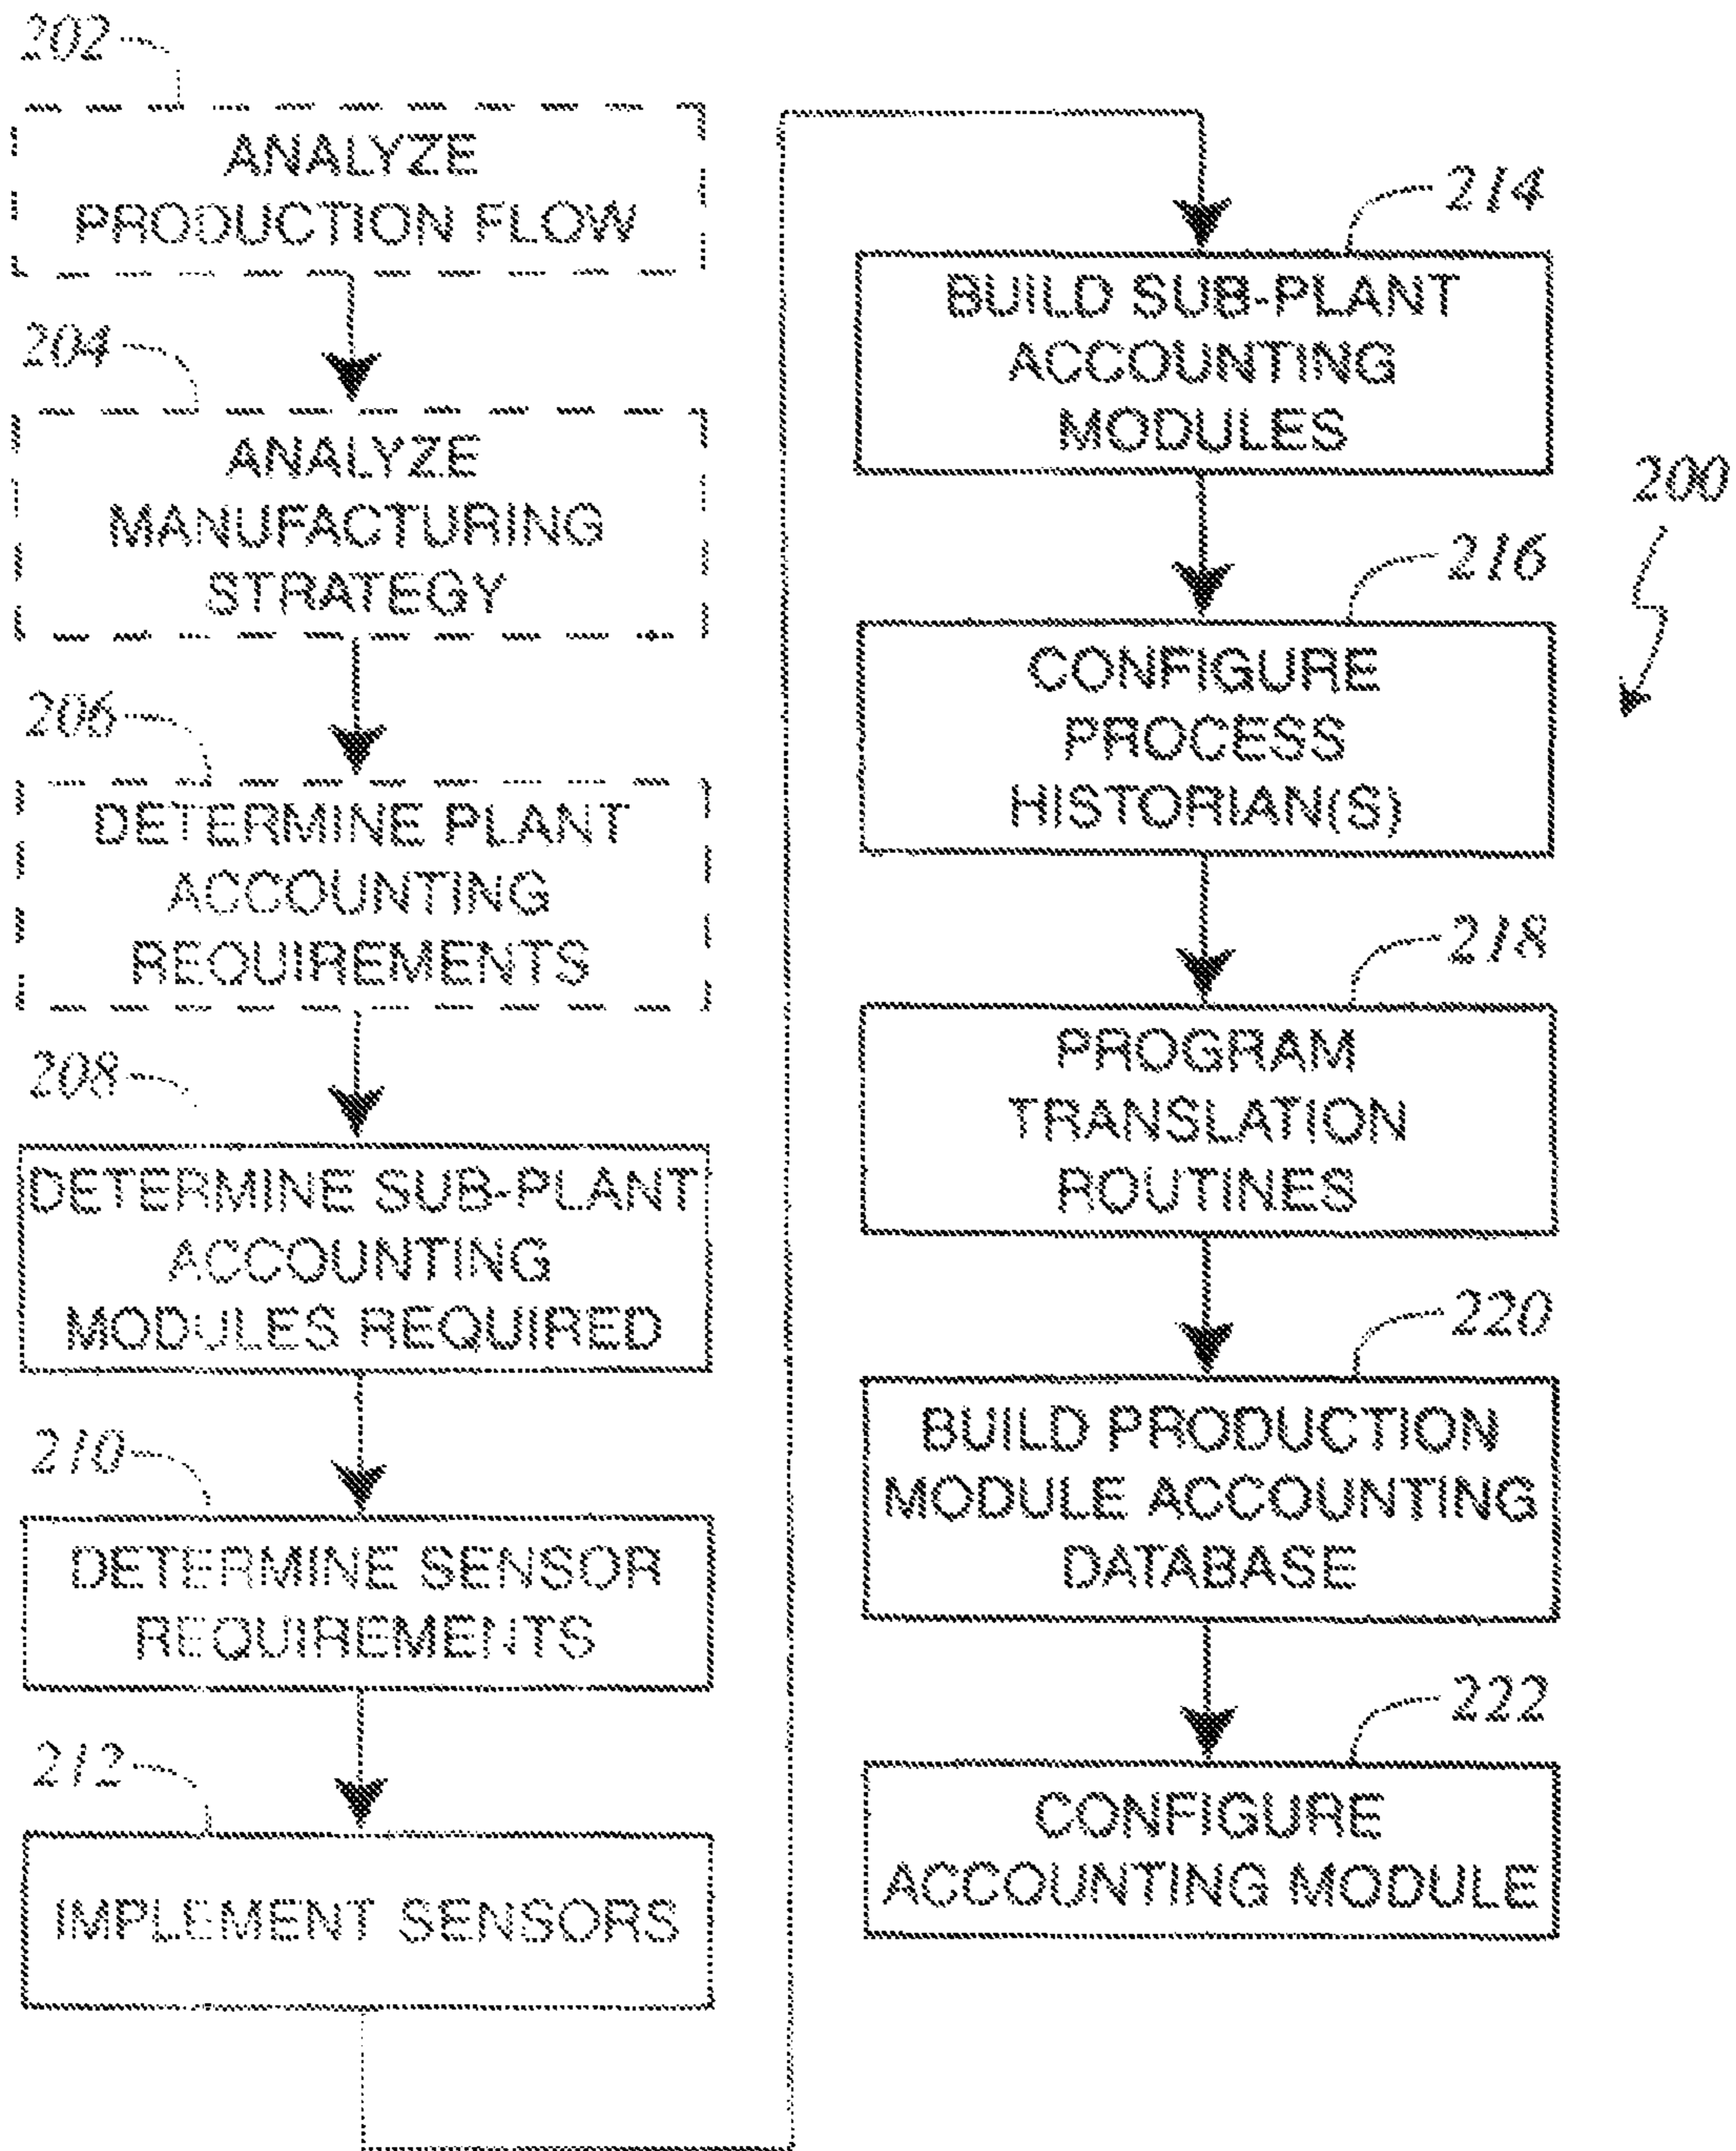 202
ANALYZE
PRODUCTION FLOW
204
ANALYZE
MANUFACTURING
STRATEGY
206
DETERMINE PLANT
ACCOUNTING
REQUIREMENTS
208
DETERMINE SUB-PLANT
ACCOUNTING
MODULES REQUIRED
210
DETERMINE SENSOR
REQUIREMENTS
212
IMPLEMENT SENSORS
214
BUILD SUB-PLANT
ACCOUNTING
MODULES
200
216
CONFIGURE
PROCESS
HISTORIAN(S)
218
PROGRAM
TRANSLATION
ROUTINES
220
BUILD PRODUCTION
MODULE ACCOUNTING
DATABASE
222
CONFIGURE
ACCOUNTING MODULE